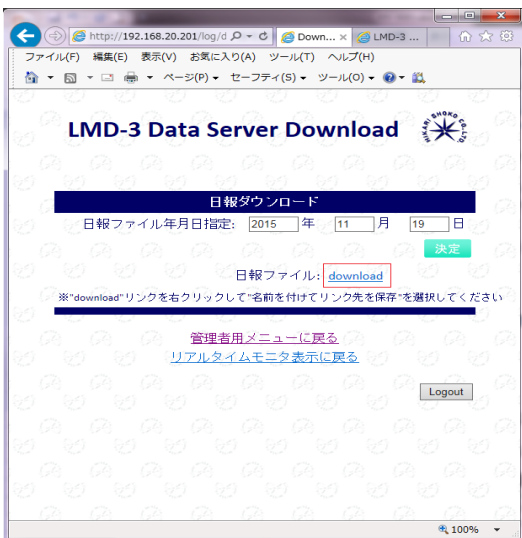 http://192.168.20.201/log/d
Down... ×
LMD-3 ...
ファイル(F) 編集(E) 表示(V) お気に入り(A) ツール(T) ヘルプ(H)
ページ(P) セーフティ(S) ツール(O)
LMD-3 Data Server Download
HIKARI SHOKO CO.,LTD.
日報ダウンロード
日報ファイル年月日指定: 2015 年 11 月 19 日
決定
日報ファイル: download
※"download"リンクを右クリックして"名前を付けてリンク先を保存"を選択してください
管理者用メニューに戻る
リアルタイムモニタ表示に戻る
Logout
100%